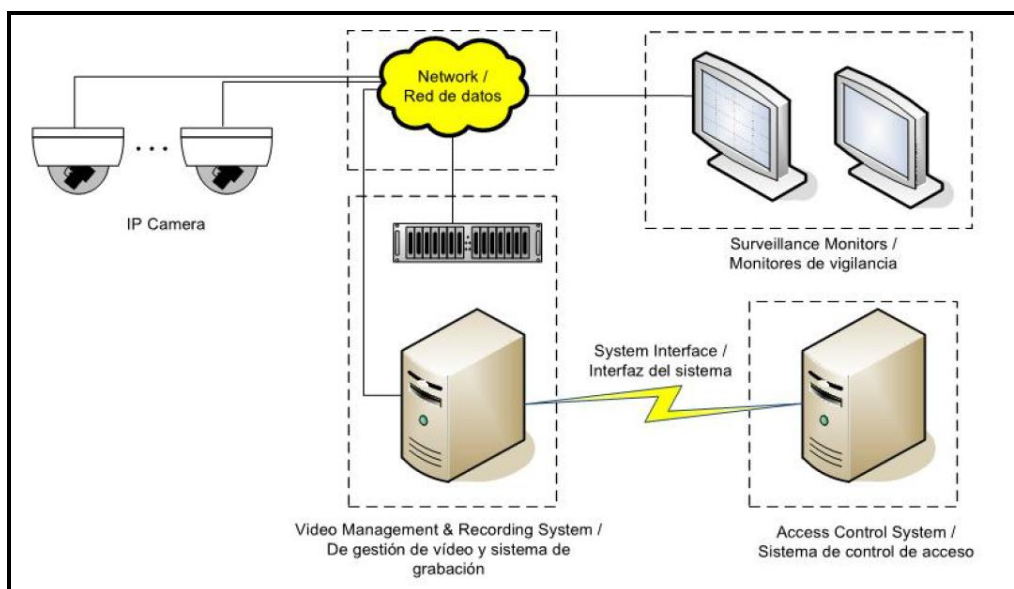 Network /
Red de datos
IP Camera
Surveillance Monitors /
Monitores de vigilancia
System Interface /
Interfaz del sistema
Video Management & Recording System /
De gestión de vídeo y sistema de
grabación
Access Control System /
Sistema de control de acceso